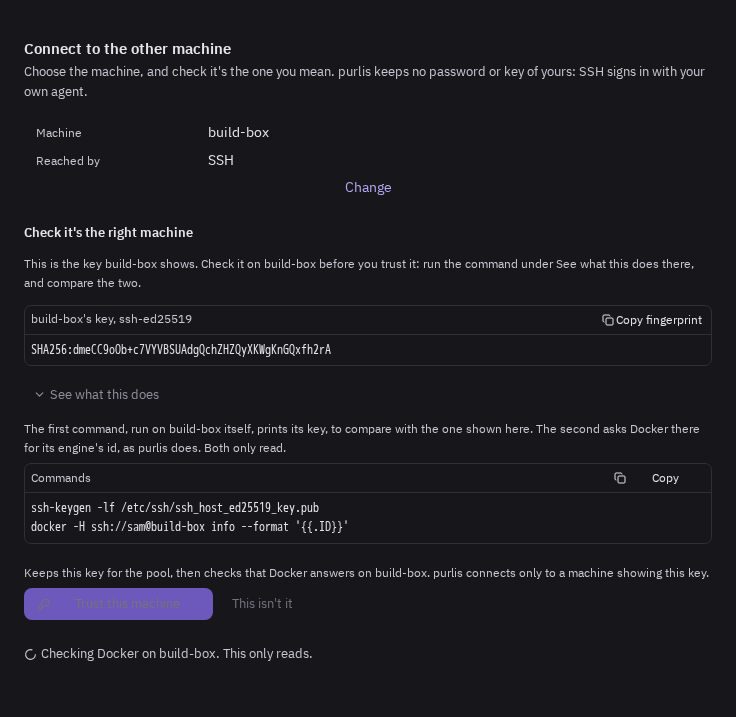 Connect to the other machine
Choose the machine, and check it's the one you mean. purlis keeps no password or key of yours: SSH signs in with your
own agent.
Machine build-box
Reached by SSH
Change
Check it's the right machine
This is the key build-box shows. Check it on build-box before you trust it: run the command under See what this does there,
and compare the two.
build-box's key, ssh-ed25519 Copy fingerprint
SHA256:dmeCC9oOb+c7VYVBSUAdgQchZHZQyXKWgKnGQxfh2rA
See what this does
The first command, run on build-box itself, prints its key, to compare with the one shown here. The second asks Docker there
for its engine's id, as purlis does. Both only read.
Commands Copy
ssh-keygen -lf /etc/ssh/ssh_host_ed25519_key.pub
docker -H ssh://sam@build-box info --format '{{.ID}}'
Keeps this key for the pool, then checks that Docker answers on build-box. purlis connects only to a machine showing this key.
Trust this machine This isn't it
Checking Docker on build-box. This only reads.